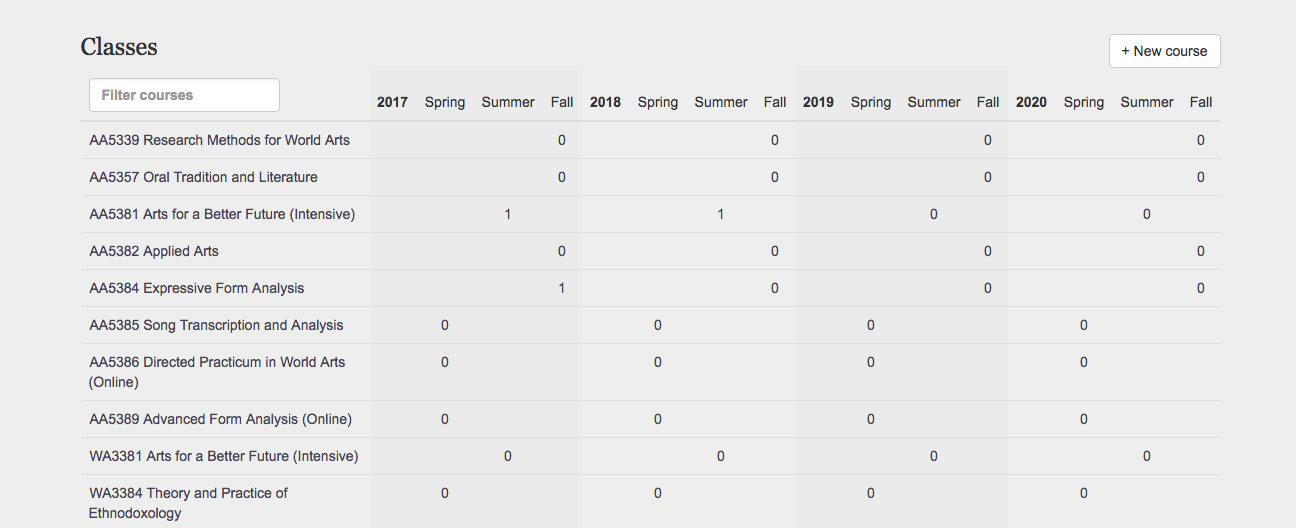 Classes
+ New course
Filter courses
2017 Spring Summer Fall 2018 Spring Summer Fall 2019 Spring Summer Fall 2020 Spring Summer Fall
AA5339 Research Methods for World Arts 0 0 0 0
AA5357 Oral Tradition and Literature 0 0 0 0
AA5381 Arts for a Better Future (Intensive) 1 1 0 0
AA5382 Applied Arts 0 0 0 0
AA5384 Expressive Form Analysis 1 0 0 0
AA5385 Song Transcription and Analysis 0 0 0 0
AA5386 Directed Practicum in World Arts 0 0 0 0
(Online)
AA5389 Advanced Form Analysis (Online) 0 0 0 0
WA3381 Arts for a Better Future (Intensive) 0 0 0 0
WA3384 Theory and Practice of 0 0 0 0
Ethnodoxology